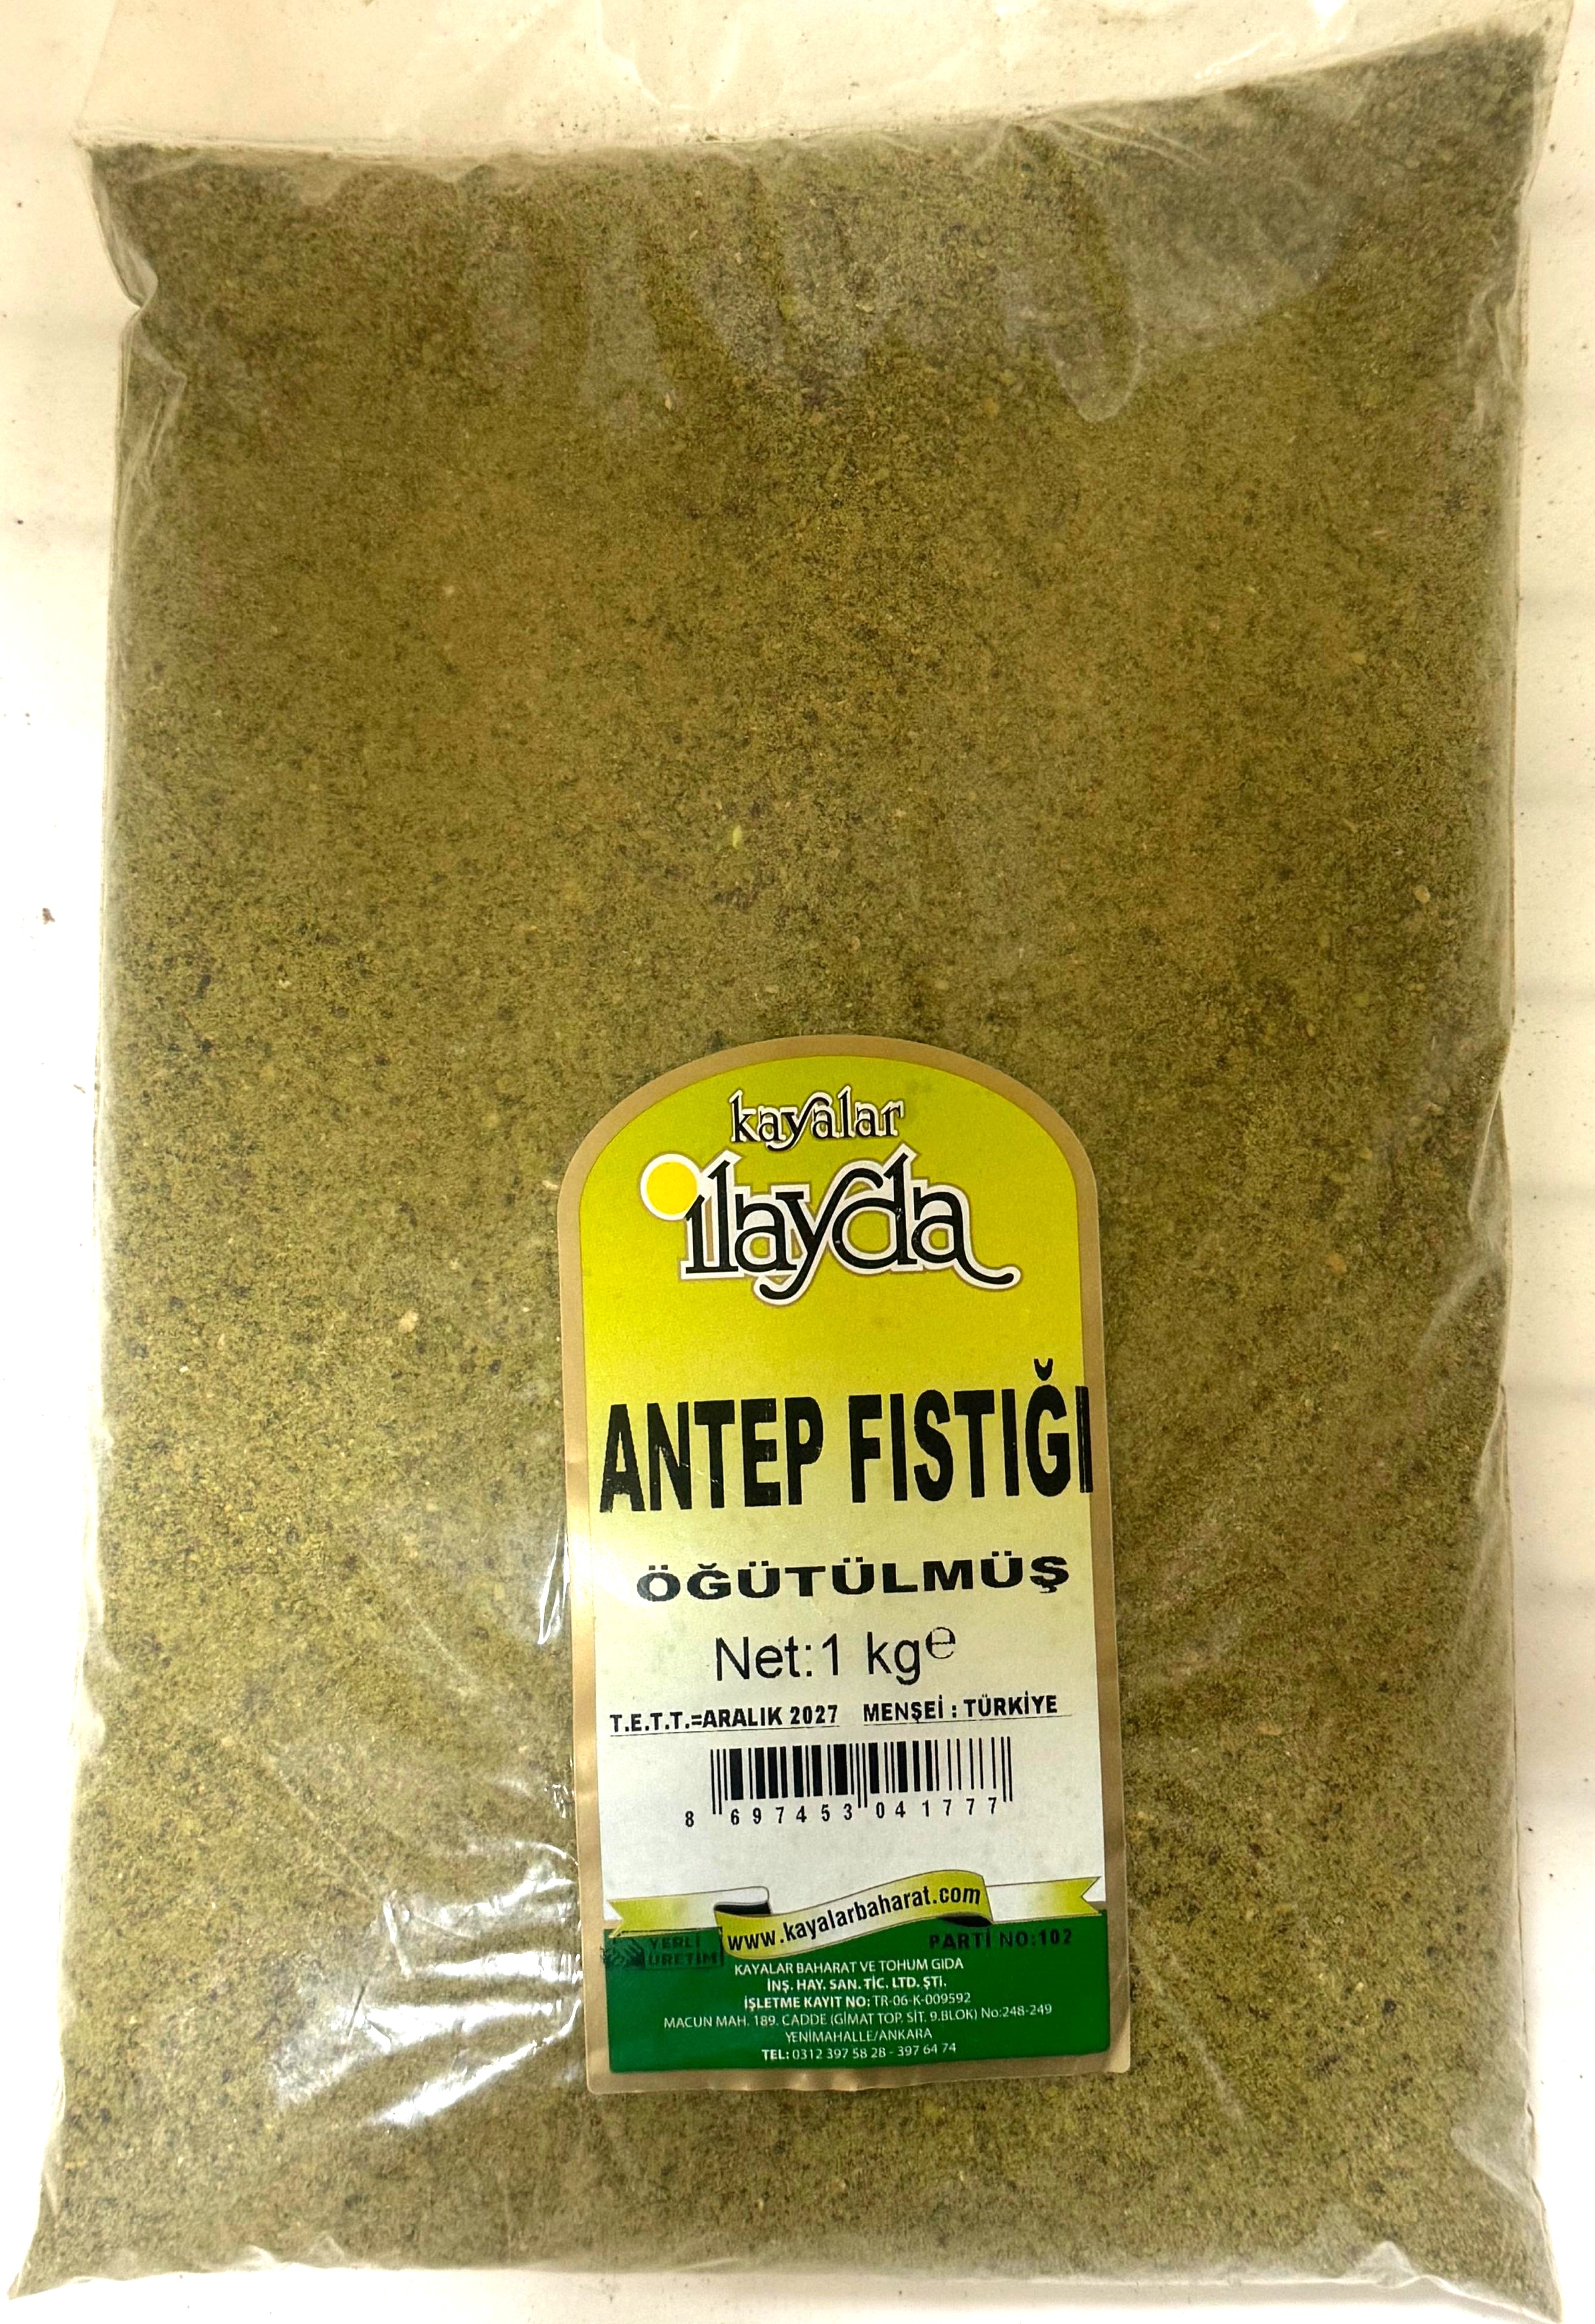 kayalar
ilayda
ANTEP FISTIĞI
ÖĞÜTÜLMÜŞ
Net:1 kg℮
T.E.T.T.=ARALIK 2027 MENŞEİ : TÜRKİYE
8 697453 041777
www.kayalarbaharat.com
YERLİ ÜRETİM
PARTİ NO:102
KAYALAR BAHARAT VE TOHUM GIDA
İNŞ. HAY. SAN. TİC. LTD. ŞTİ.
İŞLETME KAYIT NO: TR-06-K-009592
MACUN MAH. 189. CADDE (GİMAT TOP. SİT. 9.BLOK) No:248-249
YENİMAHALLE/ANKARA
TEL: 0312 397 58 28 - 397 64 74